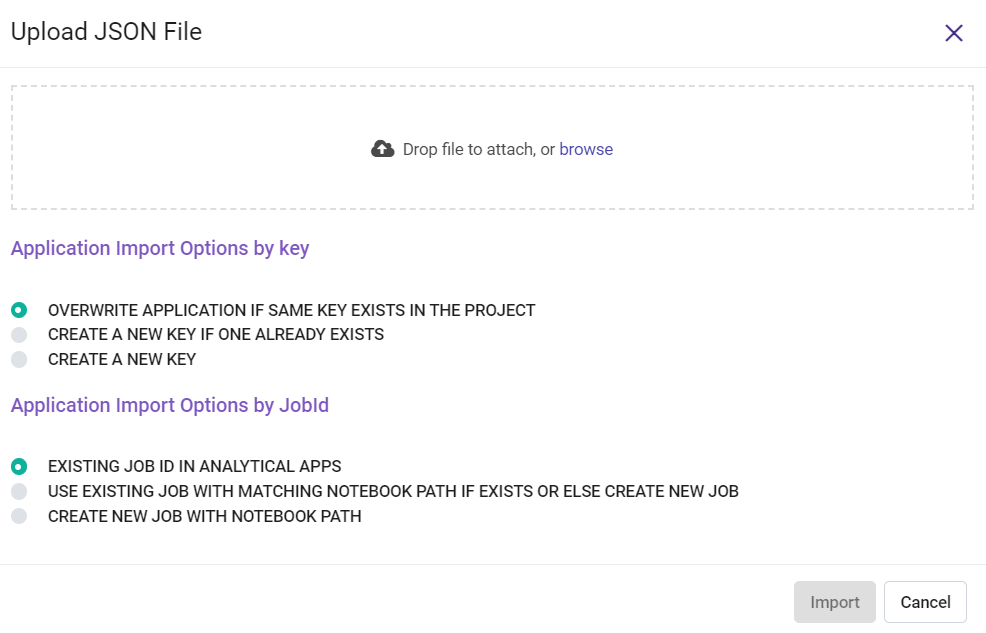 Upload JSON File
Drop file to attach, or browse
Application Import Options by key
OVERWRITE APPLICATION IF SAME KEY EXISTS IN THE PROJECT
CREATE A NEW KEY IF ONE ALREADY EXISTS
CREATE A NEW KEY
Application Import Options by JobId
EXISTING JOB ID IN ANALYTICAL APPS
USE EXISTING JOB WITH MATCHING NOTEBOOK PATH IF EXISTS OR ELSE CREATE NEW JOB
CREATE NEW JOB WITH NOTEBOOK PATH
Import Cancel